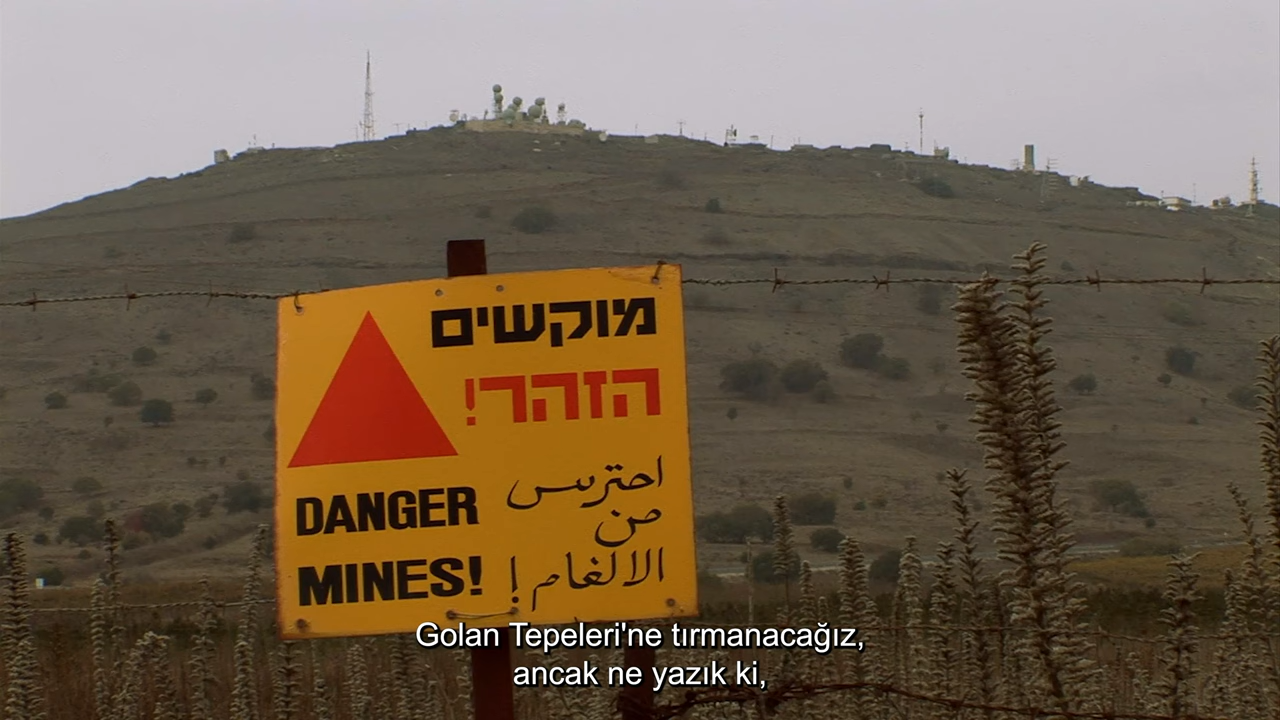 מוקשים
הזהר!
DANGER
MINES!
احترس
من
الالغام!
Golan Tepeleri'ne tırmanacağız,
ancak ne yazık ki,